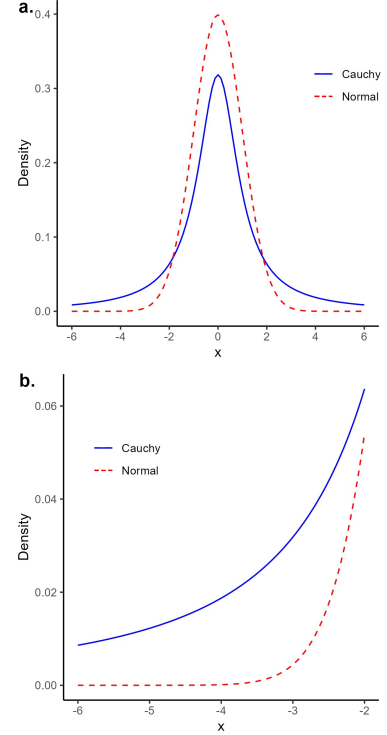 a.
0.4
0.3
0.2
0.1
0.0
Density
Cauchy
Normal
-6 -4 -2 0 2 4 6
x
b.
0.06
0.04
0.02
0.00
Density
Cauchy
Normal
-6 -5 -4 -3 -2
x